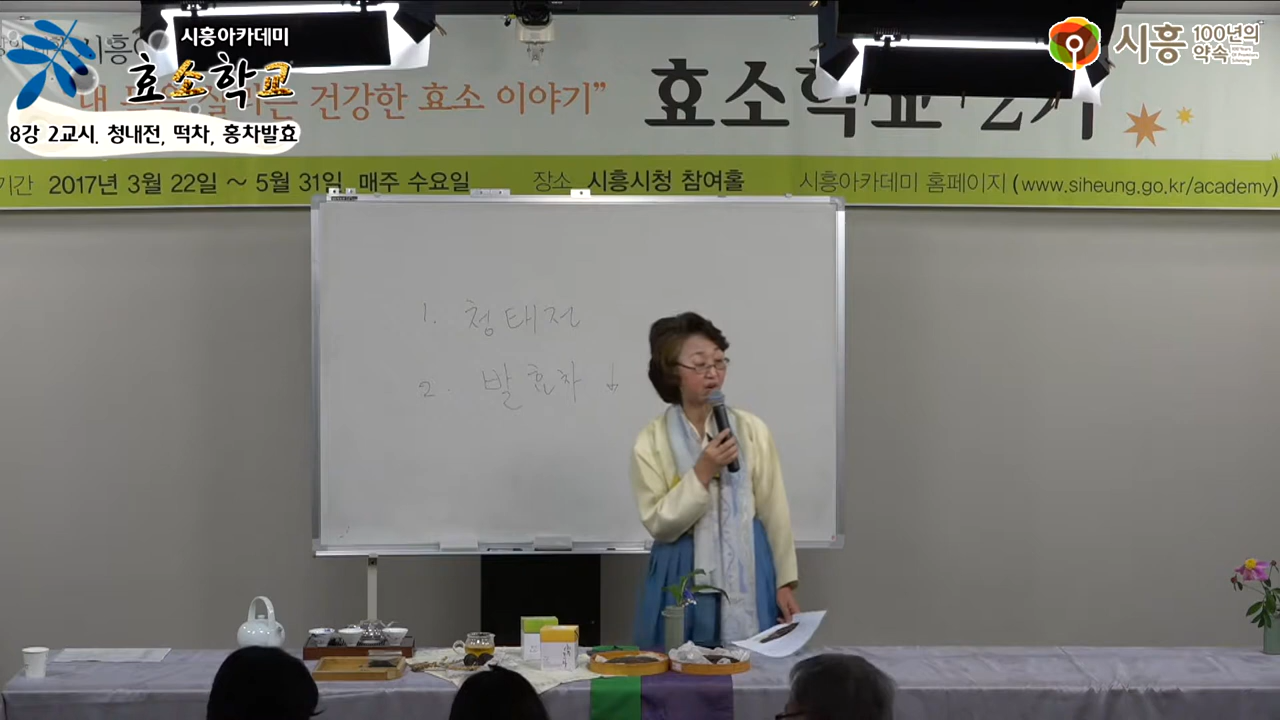 시흥아카데미
효소학교
8강 2교시. 청내전, 떡차, 홍차발효
시흥
100년의
약속
건강한 효소 이야기”
효소학교 2기
기간 2017년 3월 22일 ~ 5월 31일 매주 수요일 장소 시흥시청 참여홀 시흥아카데미 홈페이지 (www.siheung.go.kr/academy)
1. 청태전
2. 발효차